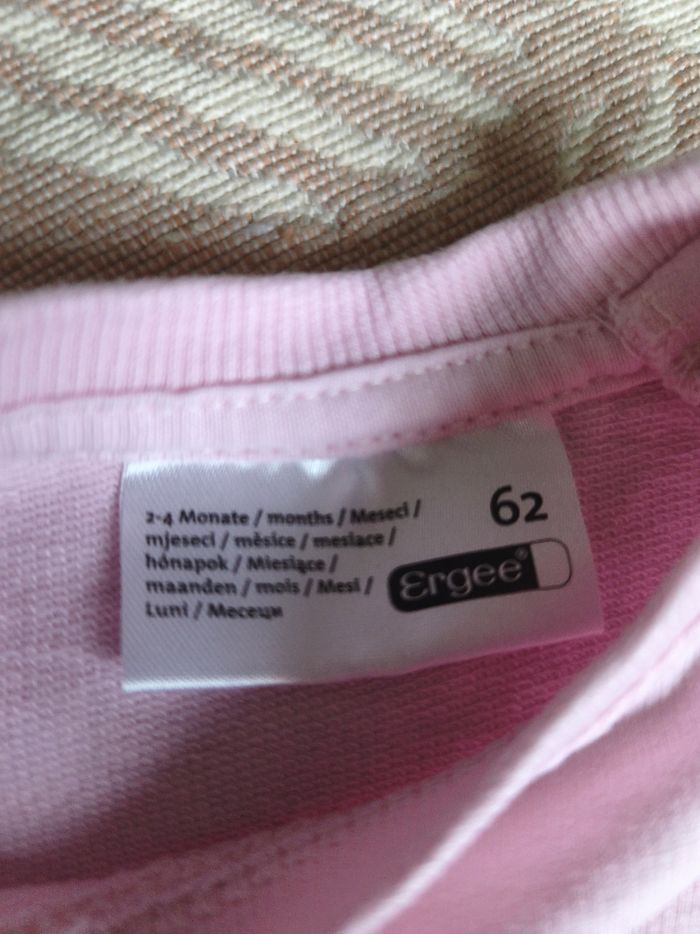 2-4 Monate / months / Meseci /
mjeseci / měsíce / mesiace /
hónapok / Miesiące /
maanden / mois / Mesi /
Luni / Месеци
62
Ergee®